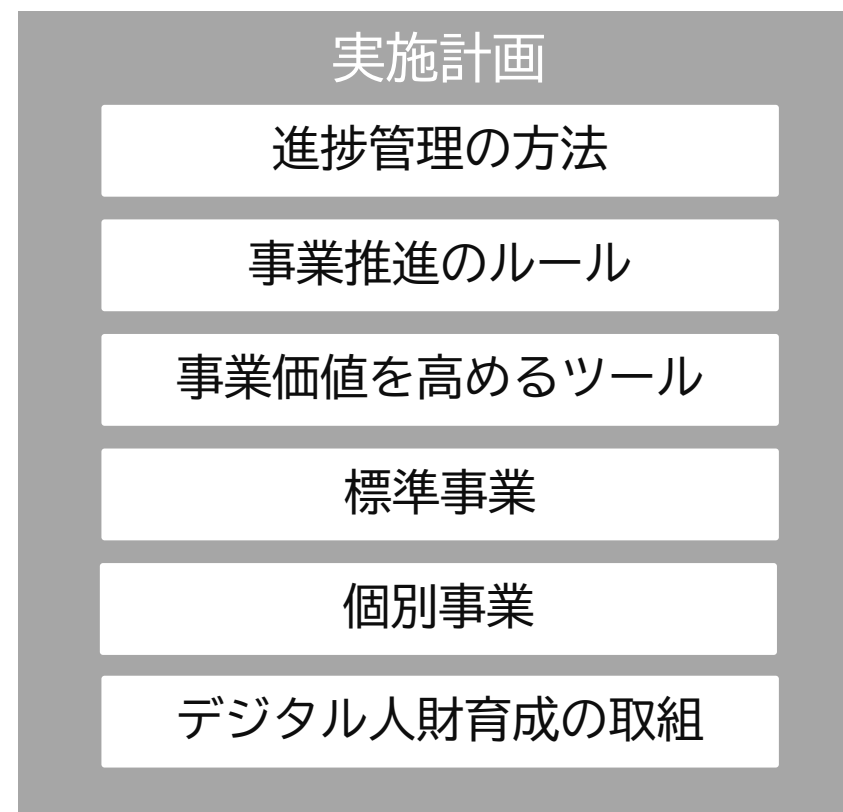 実施計画
進捗管理の方法
事業推進のルール
事業価値を高めるツール
標準事業
個別事業
デジタル人財育成の取組